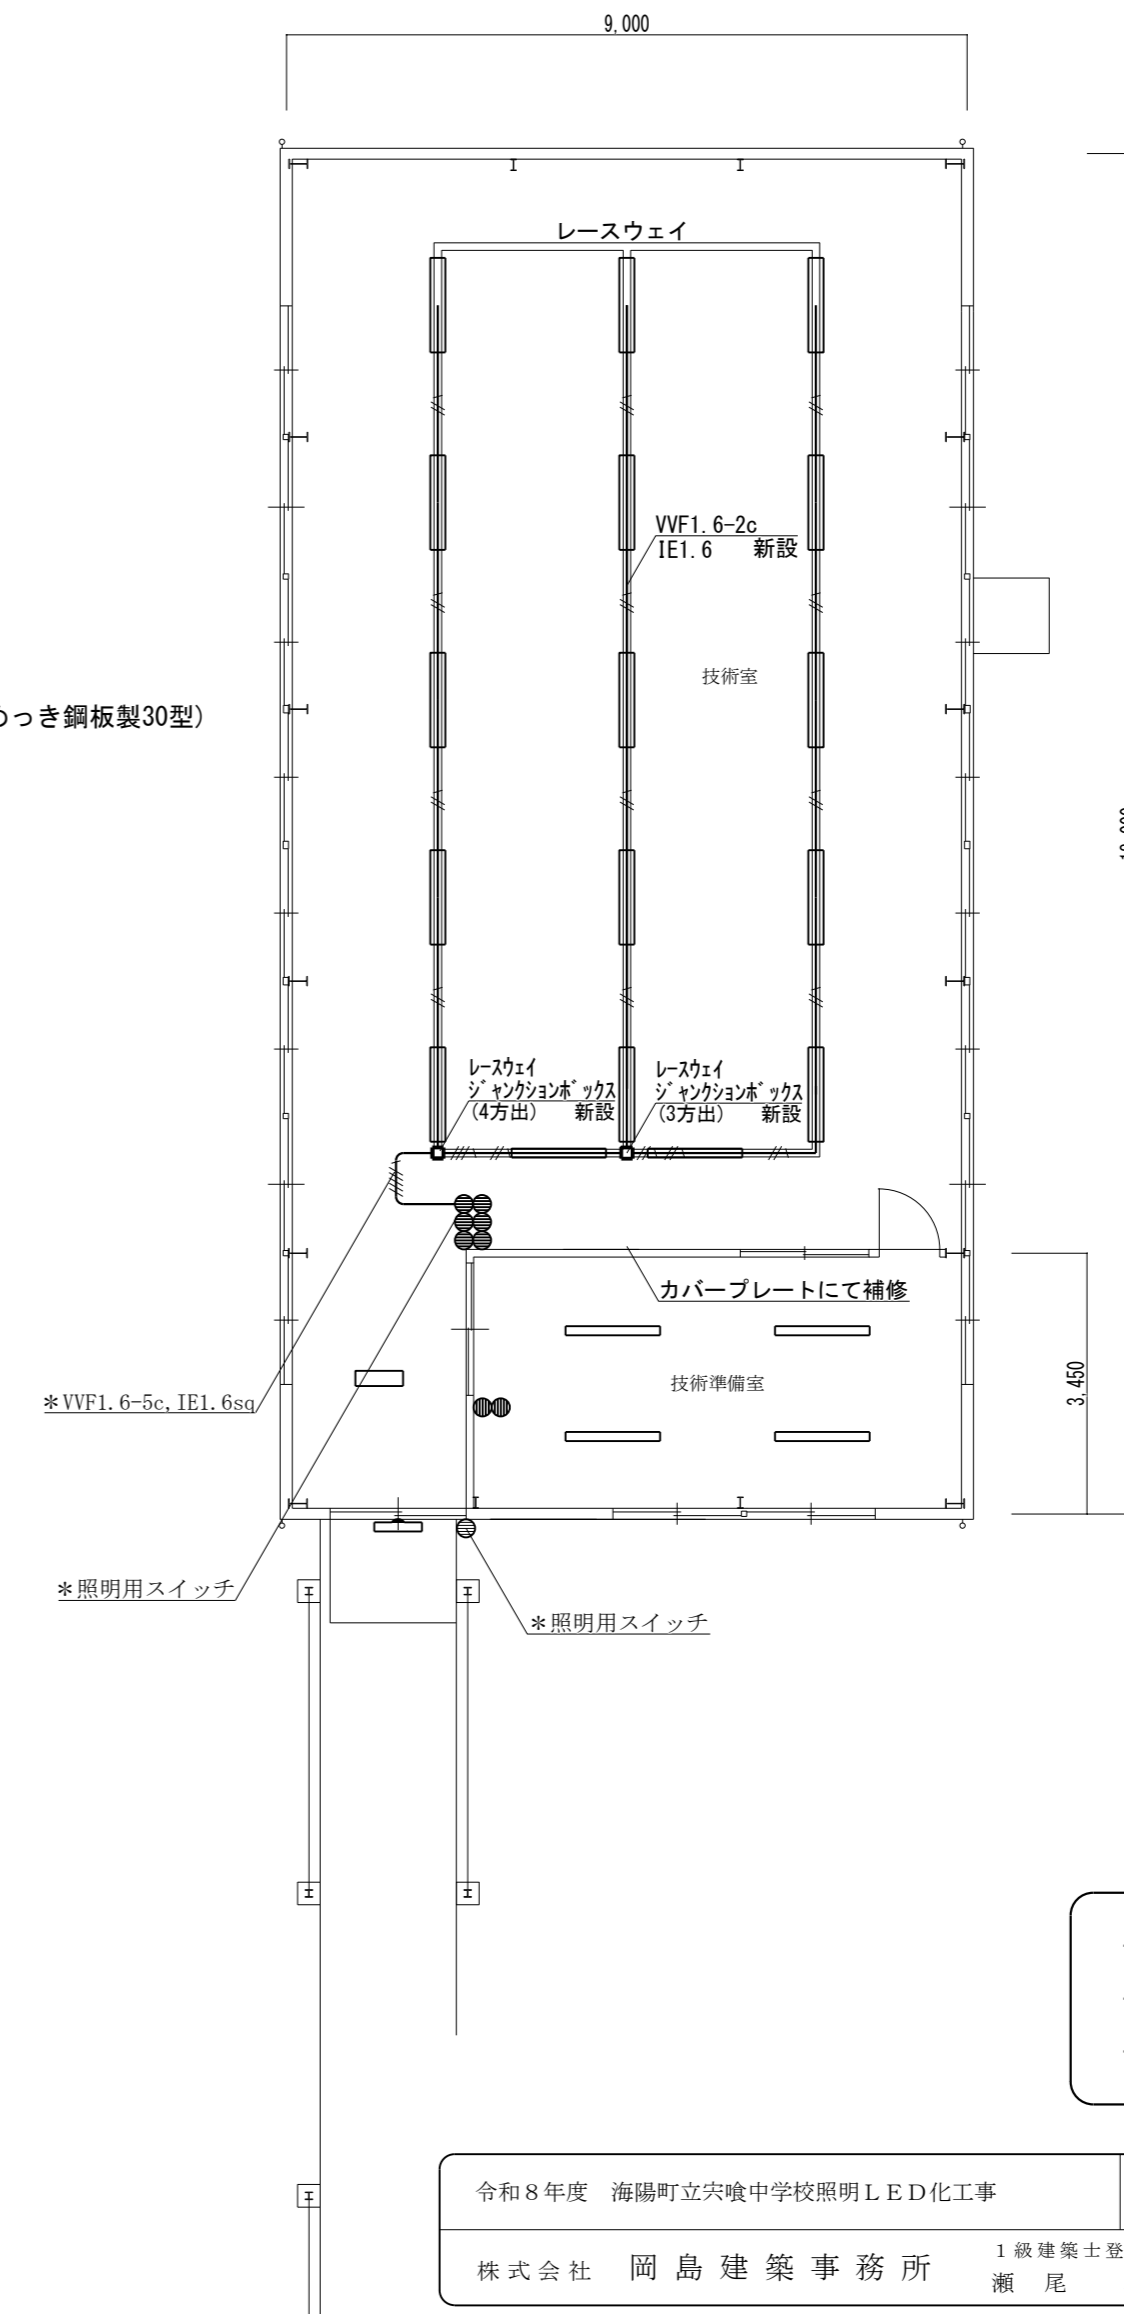 9,000
レースウェイ
VVF1.6-2c
IE1.6 新設
技術室
めっき鋼板製30型)
レースウェイ
ジャンクションボックス
(4方出) 新設
レースウェイ
ジャンクションボックス
(3方出) 新設
カバープレートにて補修
技術準備室
3,450
＊VVF1.6-5c,IE1.6sq
＊照明用スイッチ
＊照明用スイッチ
令和８年度 海陽町立宍喰中学校照明ＬＥＤ化工事
株式会社 岡島建築事務所
１級建築士登
瀬尾